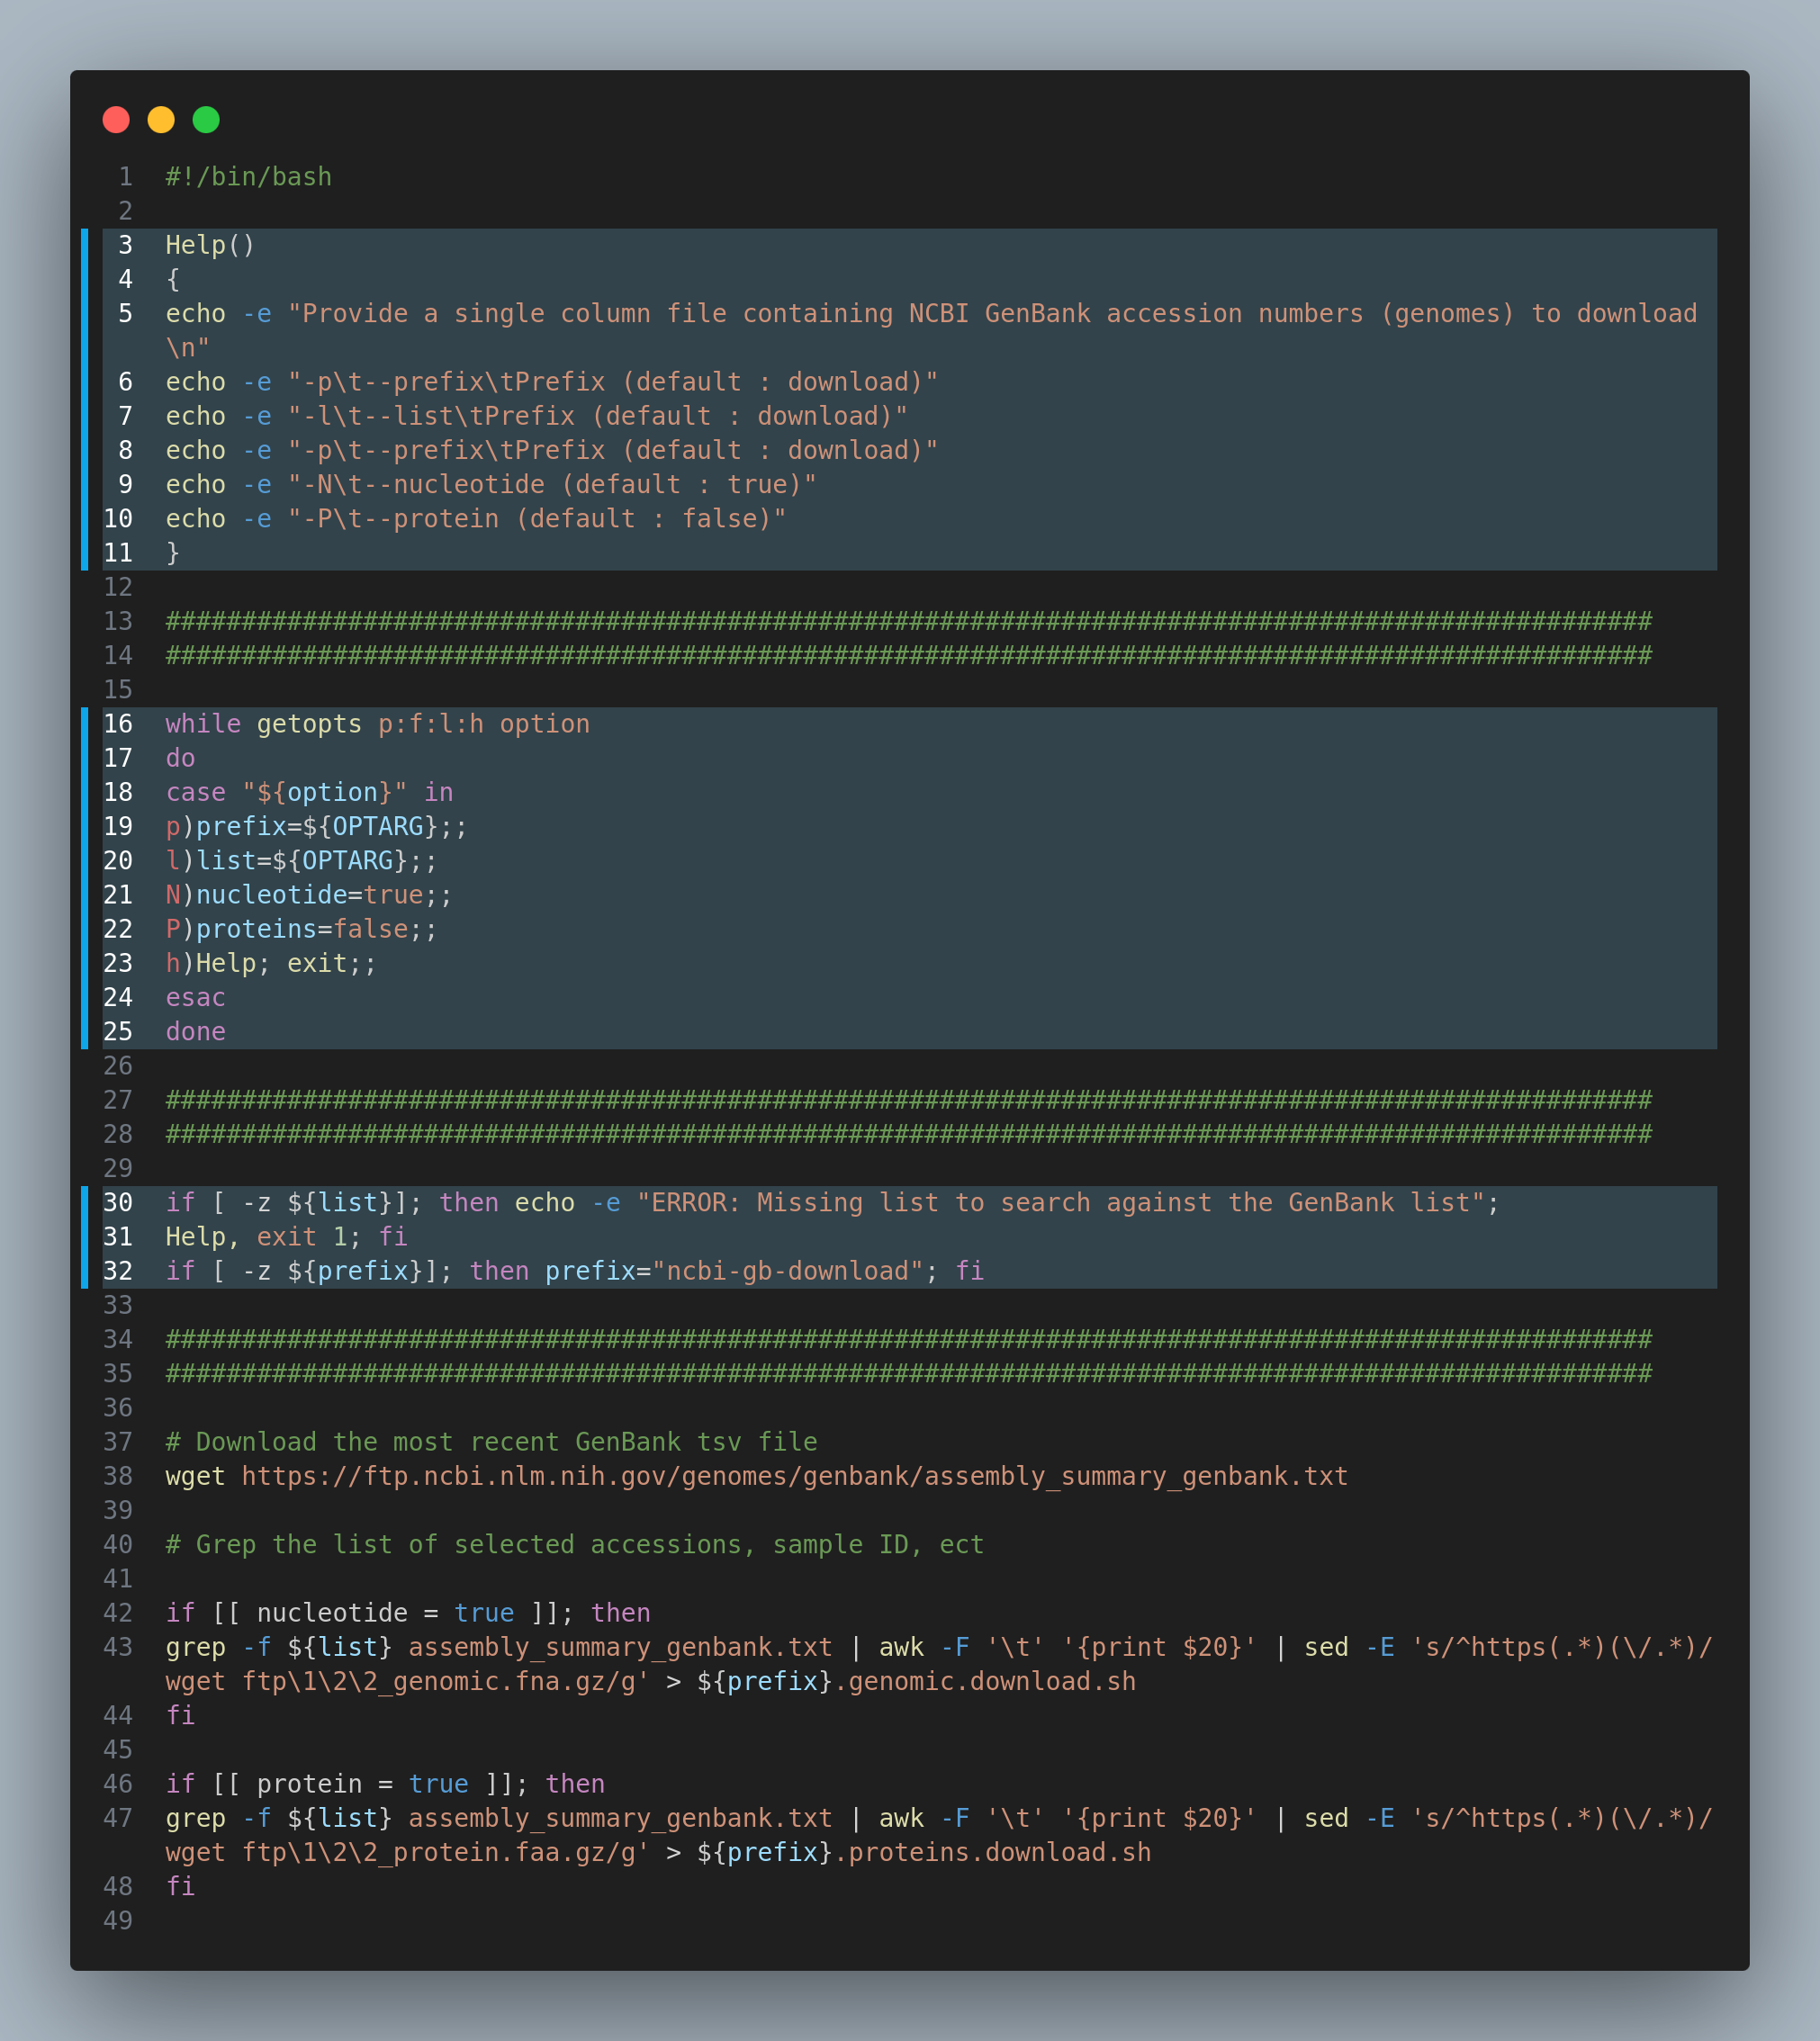 1 #!/bin/bash
2
3 Help()
4 {
5 echo -e "Provide a single column file containing NCBI GenBank accession numbers (genomes) to download
\n"
6 echo -e "-p\t--prefix\tPrefix (default : download)"
7 echo -e "-l\t--list\tPrefix (default : download)"
8 echo -e "-p\t--prefix\tPrefix (default : download)"
9 echo -e "-N\t--nucleotide (default : true)"
10 echo -e "-P\t--protein (default : false)"
11 }
12
13 ##################################################################################################
14 ##################################################################################################
15
16 while getopts p:f:l:h option
17 do
18 case "${option}" in
19 p)prefix=${OPTARG};;
20 l)list=${OPTARG};;
21 N)nucleotide=true;;
22 P)proteins=false;;
23 h)Help; exit;;
24 esac
25 done
26
27 ##################################################################################################
28 ##################################################################################################
29
30 if [ -z ${list}]; then echo -e "ERROR: Missing list to search against the GenBank list";
31 Help, exit 1; fi
32 if [ -z ${prefix}]; then prefix="ncbi-gb-download"; fi
33
34 ##################################################################################################
35 ##################################################################################################
36
37 # Download the most recent GenBank tsv file
38 wget https://ftp.ncbi.nlm.nih.gov/genomes/genbank/assembly_summary_genbank.txt
39
40 # Grep the list of selected accessions, sample ID, ect
41
42 if [[ nucleotide = true ]]; then
43 grep -f ${list} assembly_summary_genbank.txt | awk -F '\t' '{print $20}' | sed -E 's/^https(.*)(\/.*)/
wget ftp\1\2\2_genomic.fna.gz/g' > ${prefix}.genomic.download.sh
44 fi
45
46 if [[ protein = true ]]; then
47 grep -f ${list} assembly_summary_genbank.txt | awk -F '\t' '{print $20}' | sed -E 's/^https(.*)(\/.*)/
wget ftp\1\2\2_protein.faa.gz/g' > ${prefix}.proteins.download.sh
48 fi
49